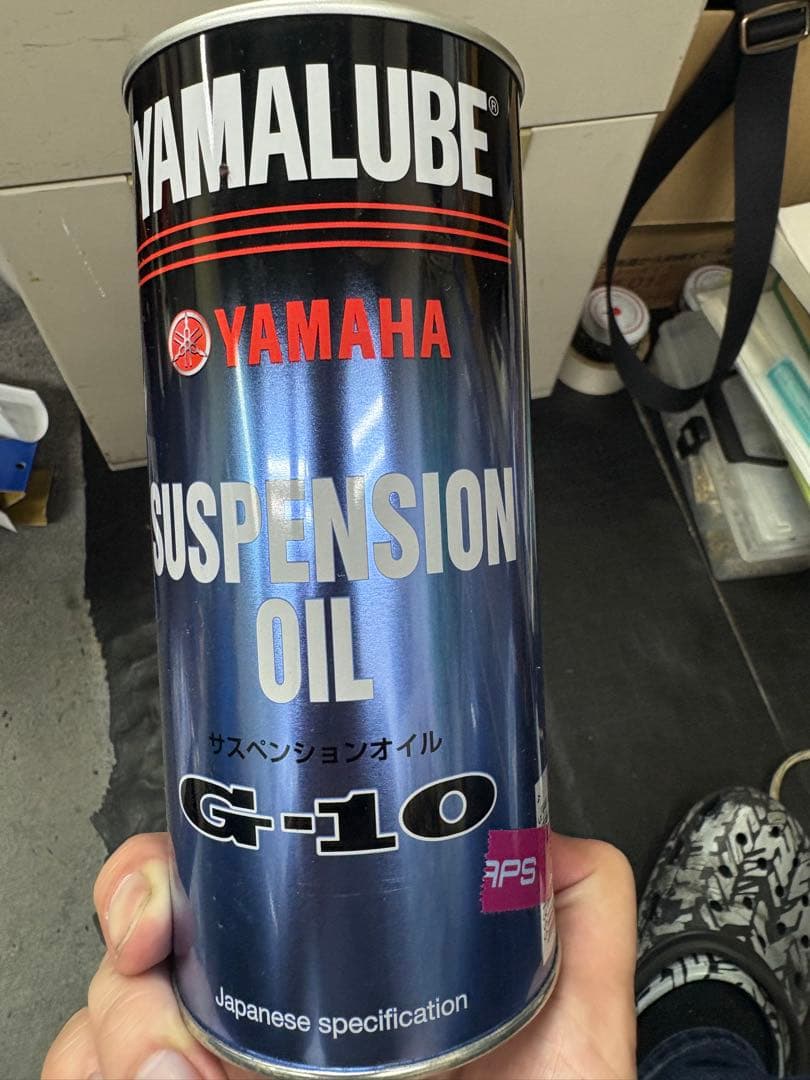 YAMALUBE®
YAMAHA
SUSPENSION
OIL
サスペンションオイル
G-10
Japanese specification